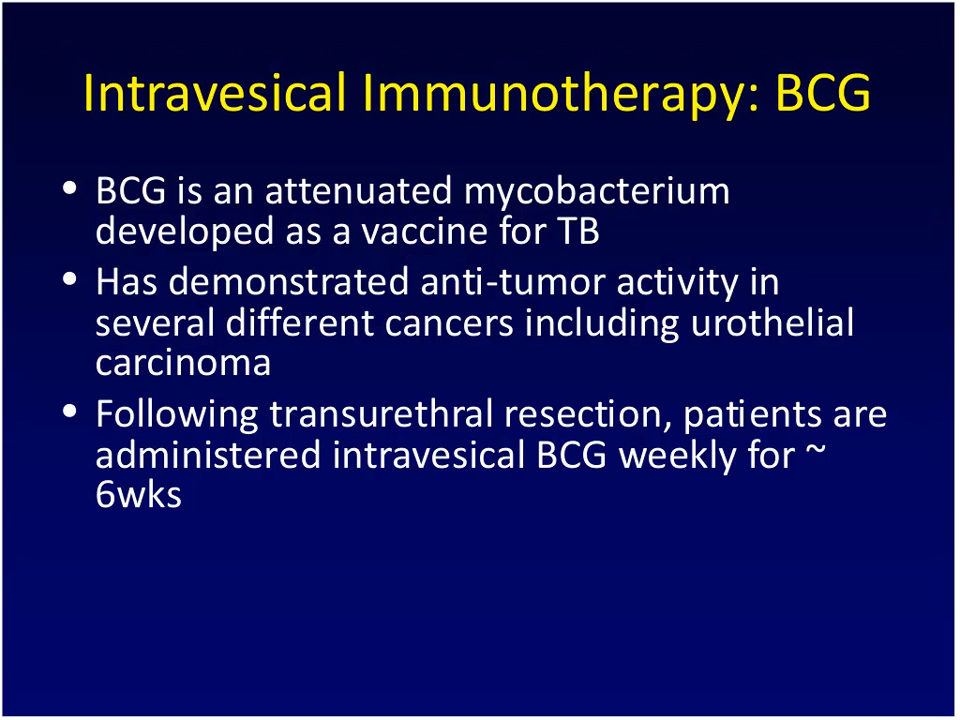 Intravesical Immunotherapy: BCG
• BCG is an attenuated mycobacterium
developed as a vaccine for TB
• Has demonstrated anti-tumor activity in
several different cancers including urothelial
carcinoma
• Following transurethral resection, patients are
administered intravesical BCG weekly for ~
6wks